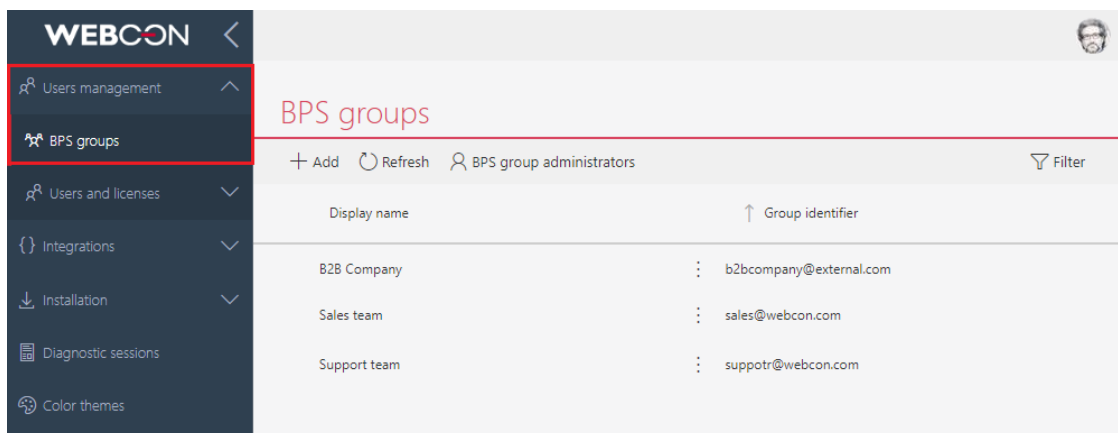 WEBCON
Users management
BPS groups
Users and licenses
{ } Integrations
Installation
Diagnostic sessions
Color themes
BPS groups
+ Add Refresh BPS group administrators Filter
Display name ↑ Group identifier
B2B Company ⋮ b2bcompany@external.com
Sales team ⋮ sales@webcon.com
Support team ⋮ suppotr@webcon.com